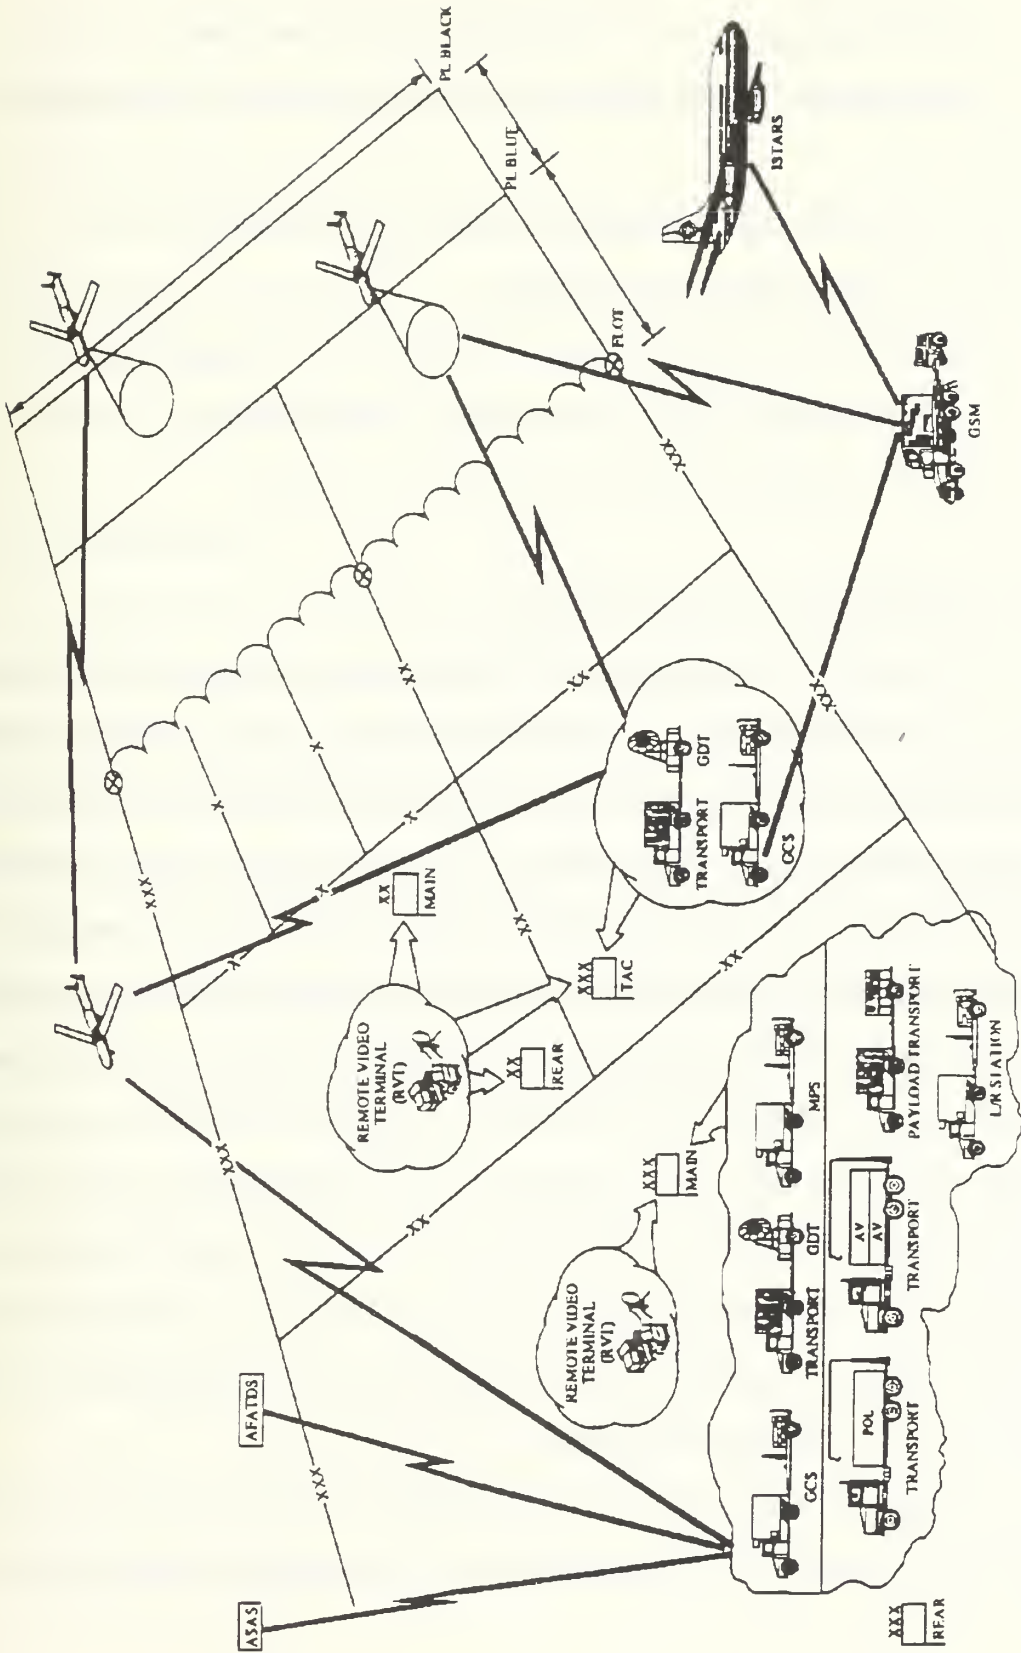 ASAS
AFATDS
XXX
XXX
XXX
X
X
X
X
X
REMOTE VIDEO
TERMINAL
(RVT)
XX
MAIN
XX
XX
PL BLACK
XX
REAR
XX
XX
PL BLUE
XXX
TAC
FLOT
REMOTE VIDEO
TERMINAL
(RVT)
XXX
MAIN
XX
XXX
TRANSPORT
GDT
GCS
XXX
JSTARS
GCS
TRANSPORT
GDT
MPS
POL
AV
AV
TRANSPORT
TRANSPORT
PAYLOAD TRANSPORT
L/R STATION
XXX
REAR
GSM